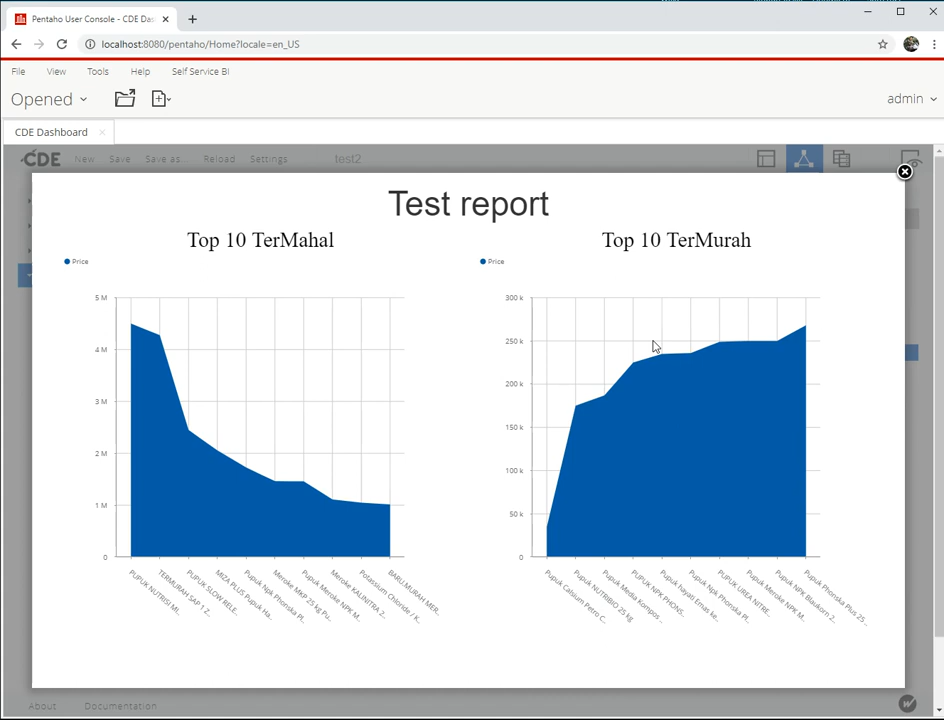 Pentaho User Console - CDE Das
localhost:8080/pentaho/Home?locale=en_US
File View Tools Help Self Service BI
Opened
admin
CDE Dashboard
CDE New Save Save as... Reload Settings test2
Test report
Top 10 TerMahal
Price
5 M
4 M
3 M
2 M
1 M
0
PUPUK NUTRISI MI...
TERMURAH SAP 1 Z...
PUPUK SLOW RELE...
MIZA PLUS Pupuk Ha...
Pupuk Npk Phonska Pl...
Meroke MKP 25 kg Pu...
Pupuk Meroke NPK M...
Meroke KALINITRA 2...
Potassium Chloride / K...
BARU MURAH MER...
Top 10 TerMurah
Price
300 k
250 k
200 k
150 k
100 k
50 k
0
Pupuk Calsium Petro C...
Pupuk NUTRIBIO 25 kg
Pupuk Media Kompos ...
PUPUK NPK PHONS...
Pupuk Hayati Emas ke...
Pupuk Npk Phonska Pl...
PUPUK UREA NITRE...
Pupuk Meroke NPK M...
Pupuk NPK Blaukorn 2...
Pupuk Phonska Plus 25 ...
About Documentation